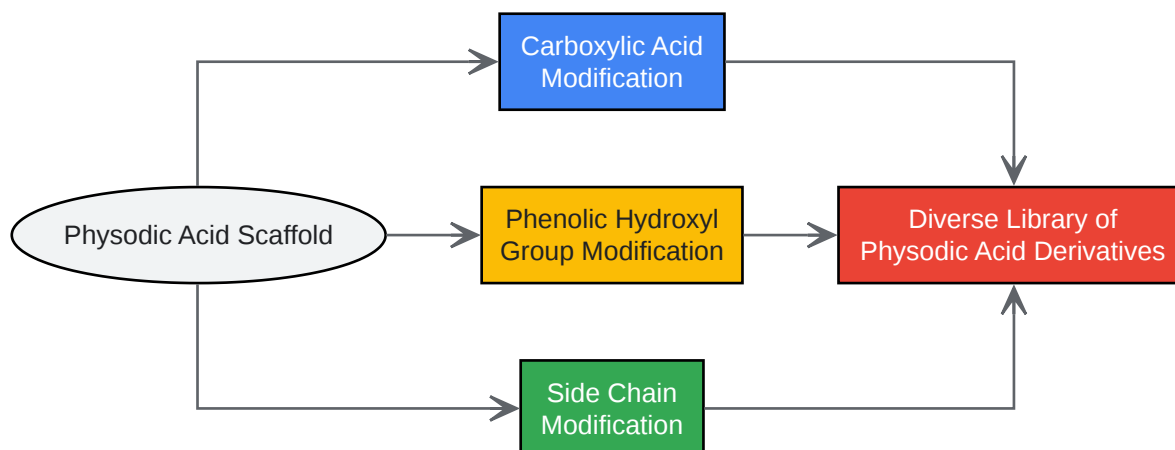 Carboxylic Acid
Modification
Physodic Acid Scaffold
Phenolic Hydroxyl
Group Modification
Diverse Library of
Physodic Acid Derivatives
Side Chain
Modification